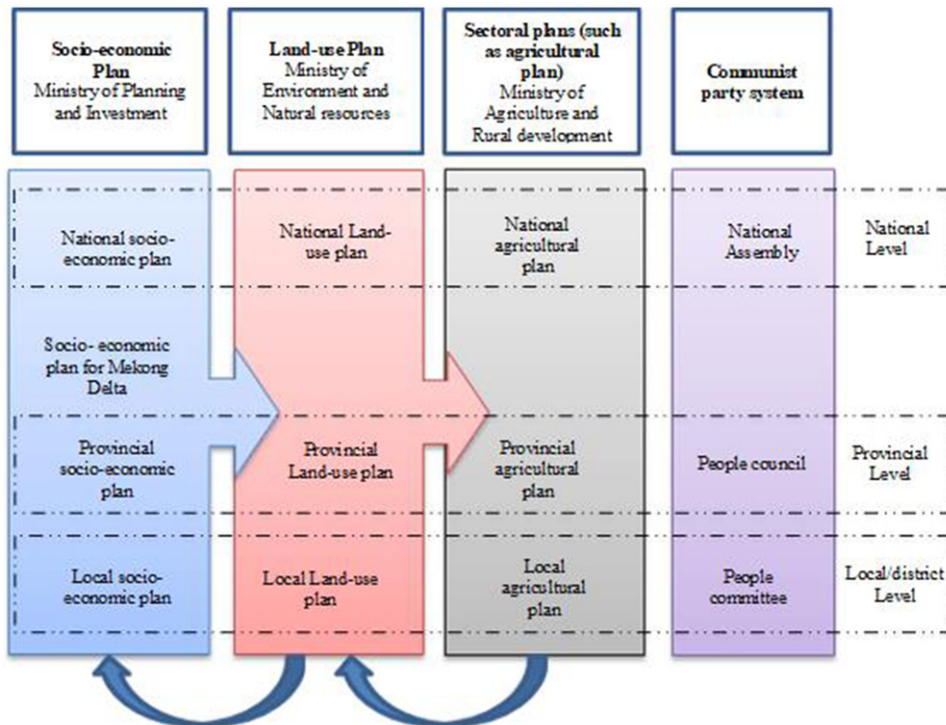 Socio-economic
Plan
Ministry of Planning
and Investment
Land-use Plan
Ministry of
Environment and
Natural resources
Sectoral plans (such
as agricultural
plan)
Ministry of
Agriculture and
Rural development
Communist
party system
National socio-
economic plan
National Land-
use plan
National
agricultural
plan
National
Assembly
National
Level
Socio- economic
plan for Mekong
Delta
Provincial
socio-economic
plan
Provincial
Land-use plan
Provincial
agricultural
plan
People council
Provincial
Level
Local socio-
economic plan
Local Land-use
plan
Local
agricultural
plan
People
committee
Local/district
Level